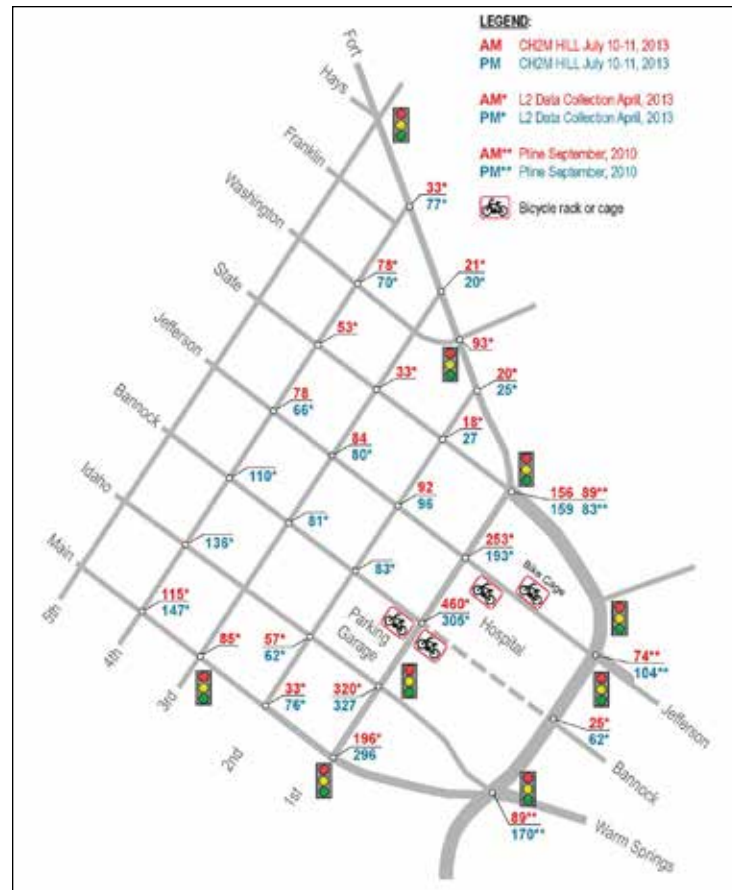 LEGEND:
AM CH2M HILL July 10-11, 2013
PM CH2M HILL July 10-11, 2013
AM* L2 Data Collection April, 2013
PM* L2 Data Collection April, 2013
AM** Ptine September, 2010
PM** Ptine September, 2010
Bicycle rack or cage
Fort
Hays
Franklin
Washington
State
Jefferson
Bannock
Idaho
Main
5th
4th
3rd
2nd
1st
33*
77*
78*
70*
21*
20*
53*
93*
33*
20*
25*
78
66*
18*
27
84
80*
110*
156 89**
159 83**
92
96
81*
253*
193*
136*
83*
Bike Cage
Hospital
460*
305*
Parking
Garage
115*
147*
57*
62*
85*
74**
104**
33*
76*
320*
327
25*
62*
196*
296
89**
170**
Jefferson
Bannock
Warm Springs